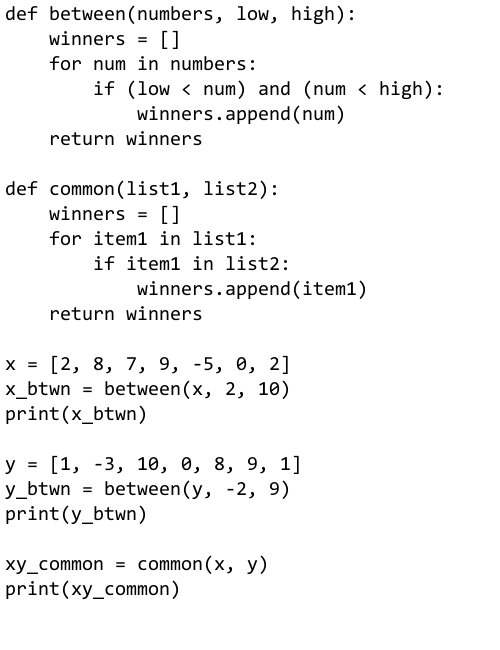 def between(numbers, low, high):
    winners = []
    for num in numbers:
        if (low < num) and (num < high):
            winners.append(num)
    return winners

def common(list1, list2):
    winners = []
    for item1 in list1:
        if item1 in list2:
            winners.append(item1)
    return winners

x = [2, 8, 7, 9, -5, 0, 2]
x_btwn = between(x, 2, 10)
print(x_btwn)

y = [1, -3, 10, 0, 8, 9, 1]
y_btwn = between(y, -2, 9)
print(y_btwn)

xy_common = common(x, y)
print(xy_common)